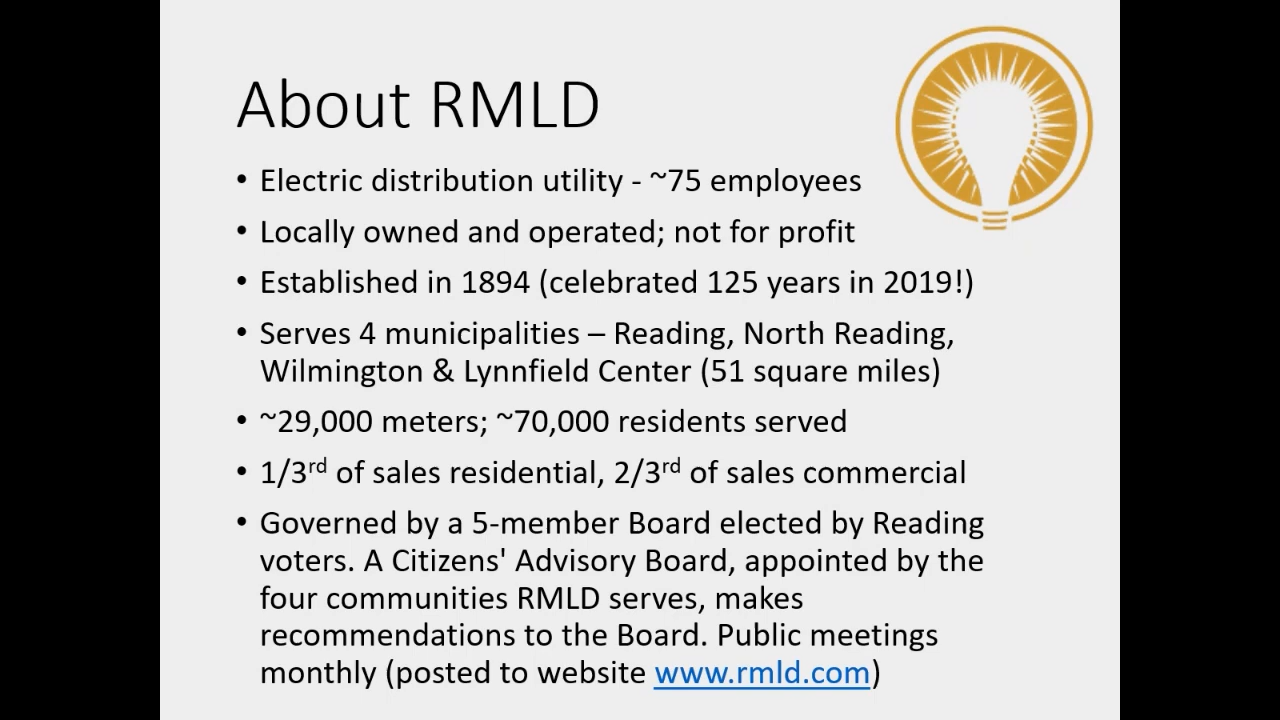 About RMLD
• Electric distribution utility - ~75 employees
• Locally owned and operated; not for profit
• Established in 1894 (celebrated 125 years in 2019!)
• Serves 4 municipalities – Reading, North Reading,
Wilmington & Lynnfield Center (51 square miles)
• ~29,000 meters; ~70,000 residents served
• 1/3rd of sales residential, 2/3rd of sales commercial
• Governed by a 5-member Board elected by Reading
voters. A Citizens' Advisory Board, appointed by the
four communities RMLD serves, makes
recommendations to the Board. Public meetings
monthly (posted to website www.rmld.com)